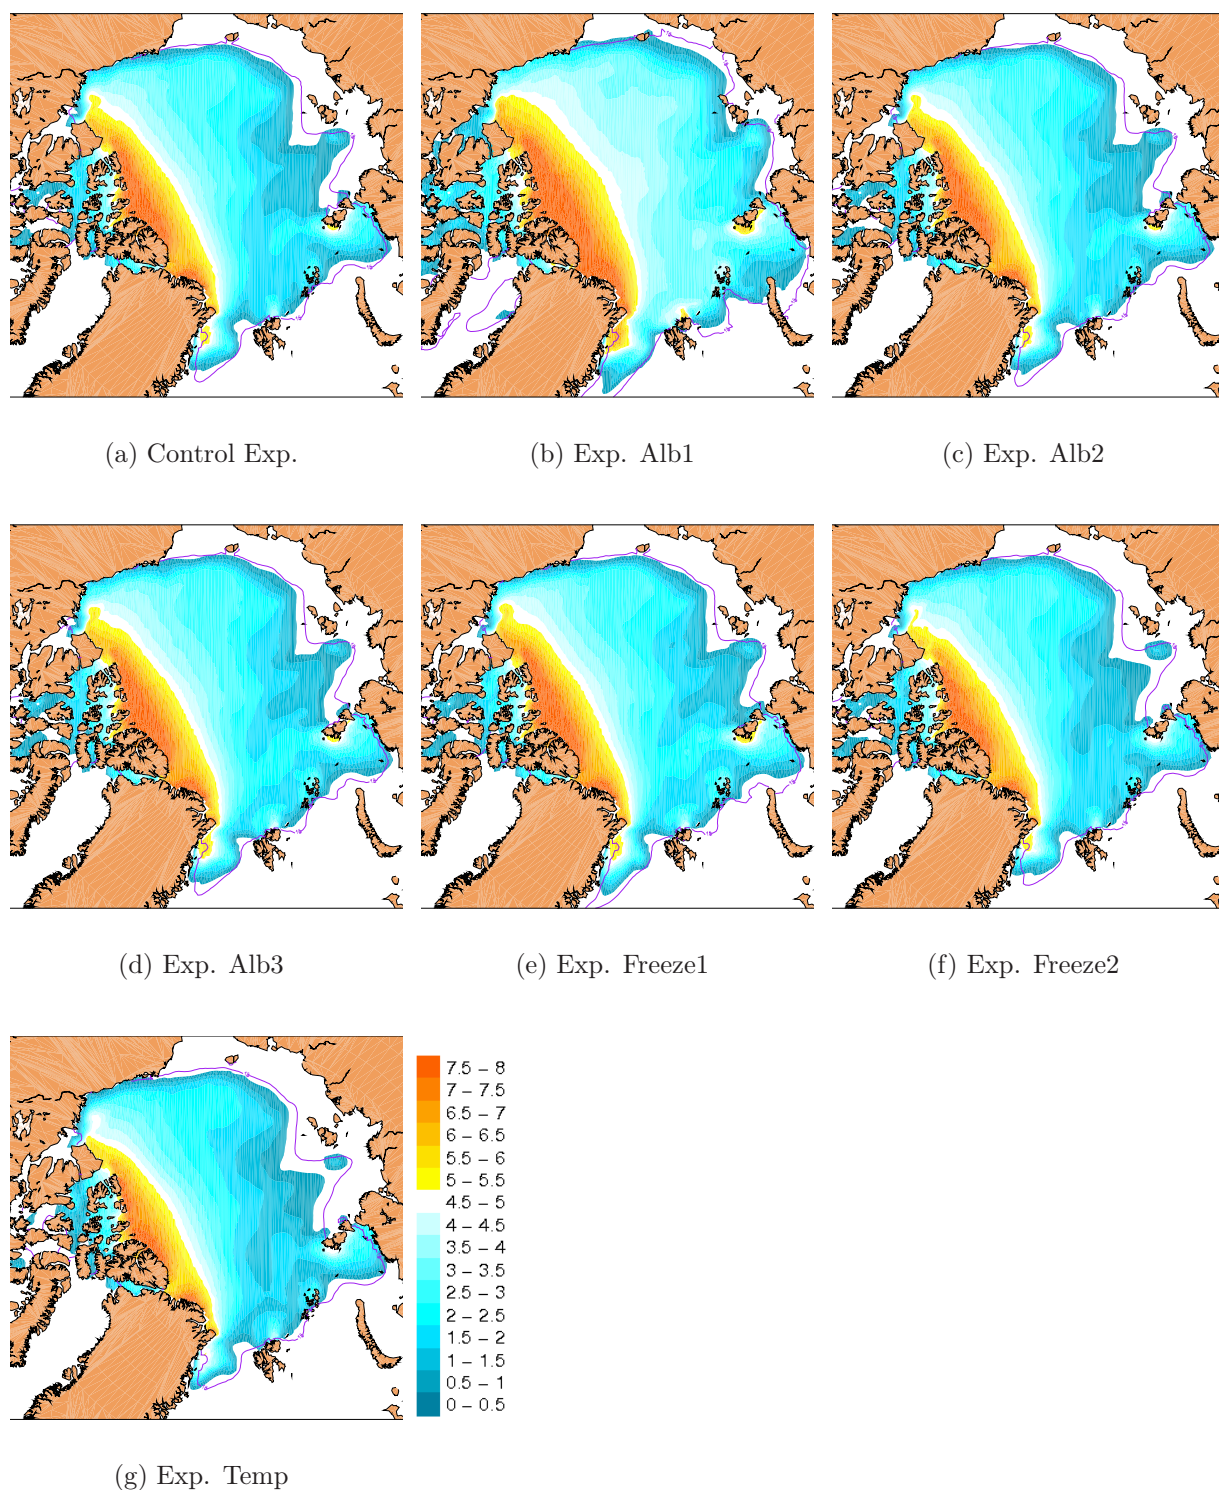 (a) Control Exp.
(b) Exp. Alb1
(c) Exp. Alb2
(d) Exp. Alb3
(e) Exp. Freeze1
(f) Exp. Freeze2
7.5 – 8
7 – 7.5
6.5 – 7
6 – 6.5
5.5 – 6
5 – 5.5
4.5 – 5
4 – 4.5
3.5 – 4
3 – 3.5
2.5 – 3
2 – 2.5
1.5 – 2
1 – 1.5
0.5 – 1
0 – 0.5
(g) Exp. Temp